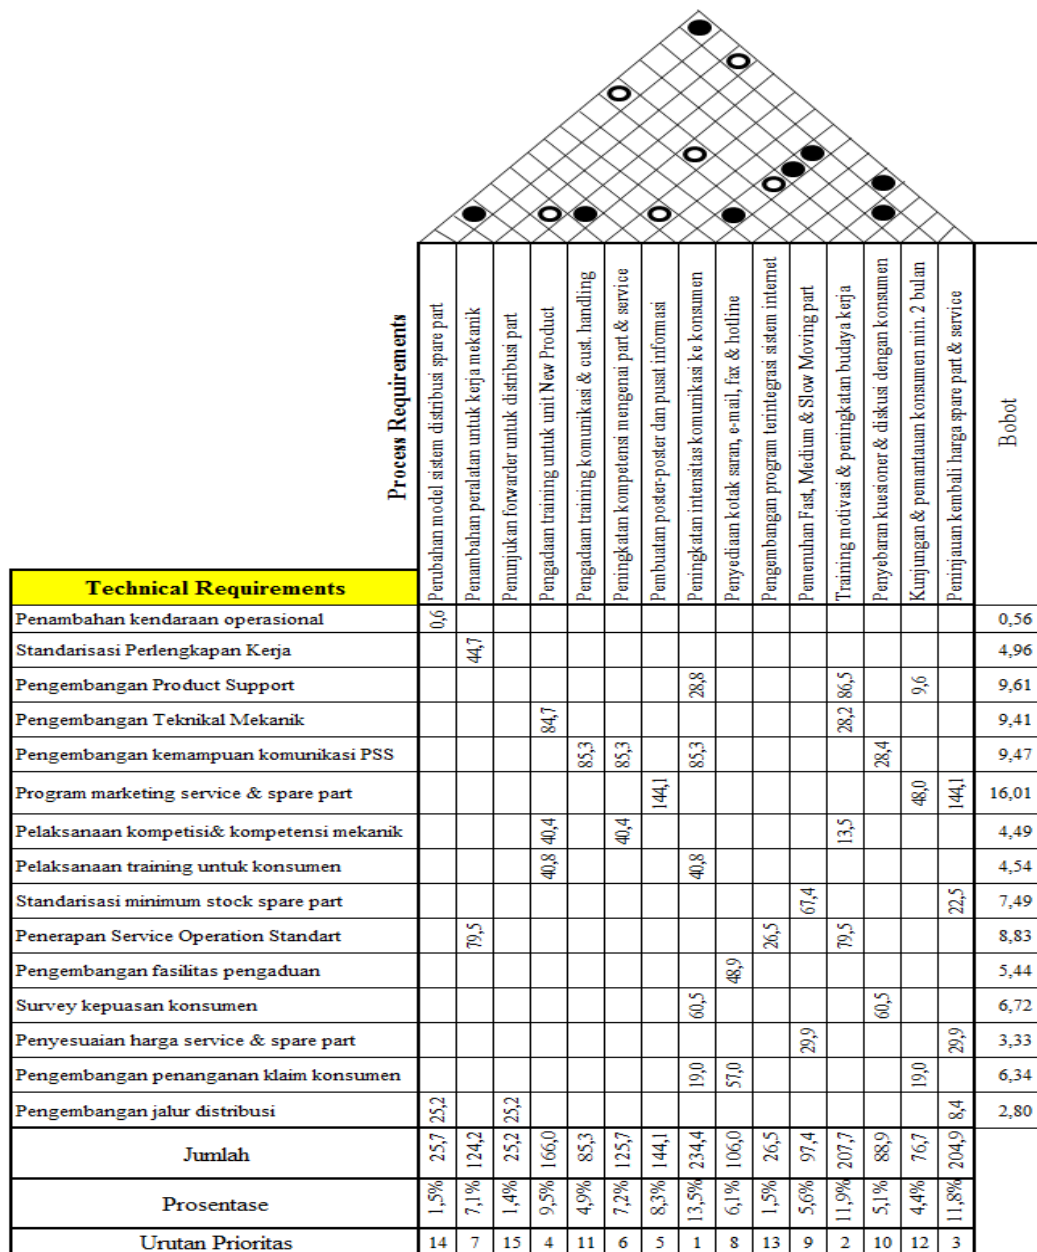 Process Requirements
Perubahan model sistem distribusi spare part
Penambahan peralatan untuk kerja mekanik
Penunjukan forwarder untuk distribusi part
Pengadaan training untuk unit New Product
Pengadaan training komunikasi & cust. handling
Peningkatan kompetensi mengenai part & service
Pembuatan poster-poster dan pusat informasi
Peningkatan intensitas komunikasi ke konsumen
Penyediaan kotak saran, e-mail, fax & hotline
Pengembangan program terintegrasi sistem internet
Pemenuhan Fast, Medium & Slow Moving part
Training motivasi & peningkatan budaya kerja
Penyebaran kuesioner & diskusi dengan konsumen
Kunjungan & pemantauan konsumen min. 2 bulan
Peninjauan kembali harga spare part & service
Bobot
Technical Requirements
Penambahan kendaraan operasional 0,6 0,56
Standarisasi Perlengkapan Kerja 44,7 4,96
Pengembangan Product Support 28,8 86,5 9,6 9,61
Pengembangan Teknikal Mekanik 84,7 28,2 9,41
Pengembangan kemampuan komunikasi PSS 85,3 85,3 85,3 28,4 9,47
Program marketing service & spare part 144,1 48,0 144,1 16,01
Pelaksanaan kompetisi& kompetensi mekanik 40,4 40,4 13,5 4,49
Pelaksanaan training untuk konsumen 40,8 40,8 4,54
Standarisasi minimum stock spare part 67,4 22,5 7,49
Penerapan Service Operation Standart 79,5 26,5 79,5 8,83
Pengembangan fasilitas pengaduan 48,9 5,44
Survey kepuasan konsumen 60,5 60,5 6,72
Penyesuaian harga service & spare part 29,9 29,9 3,33
Pengembangan penanganan klaim konsumen 19,0 57,0 19,0 6,34
Pengembangan jalur distribusi 25,2 25,2 8,4 2,80
Jumlah 25,7 124,2 25,2 166,0 85,3 125,7 144,1 234,4 106,0 26,5 97,4 207,7 88,9 76,7 204,9
Prosentase 1,5% 7,1% 1,4% 9,5% 4,9% 7,2% 8,3% 13,5% 6,1% 1,5% 5,6% 11,9% 5,1% 4,4% 11,8%
Urutan Prioritas 14 7 15 4 11 6 5 1 8 13 9 2 10 12 3